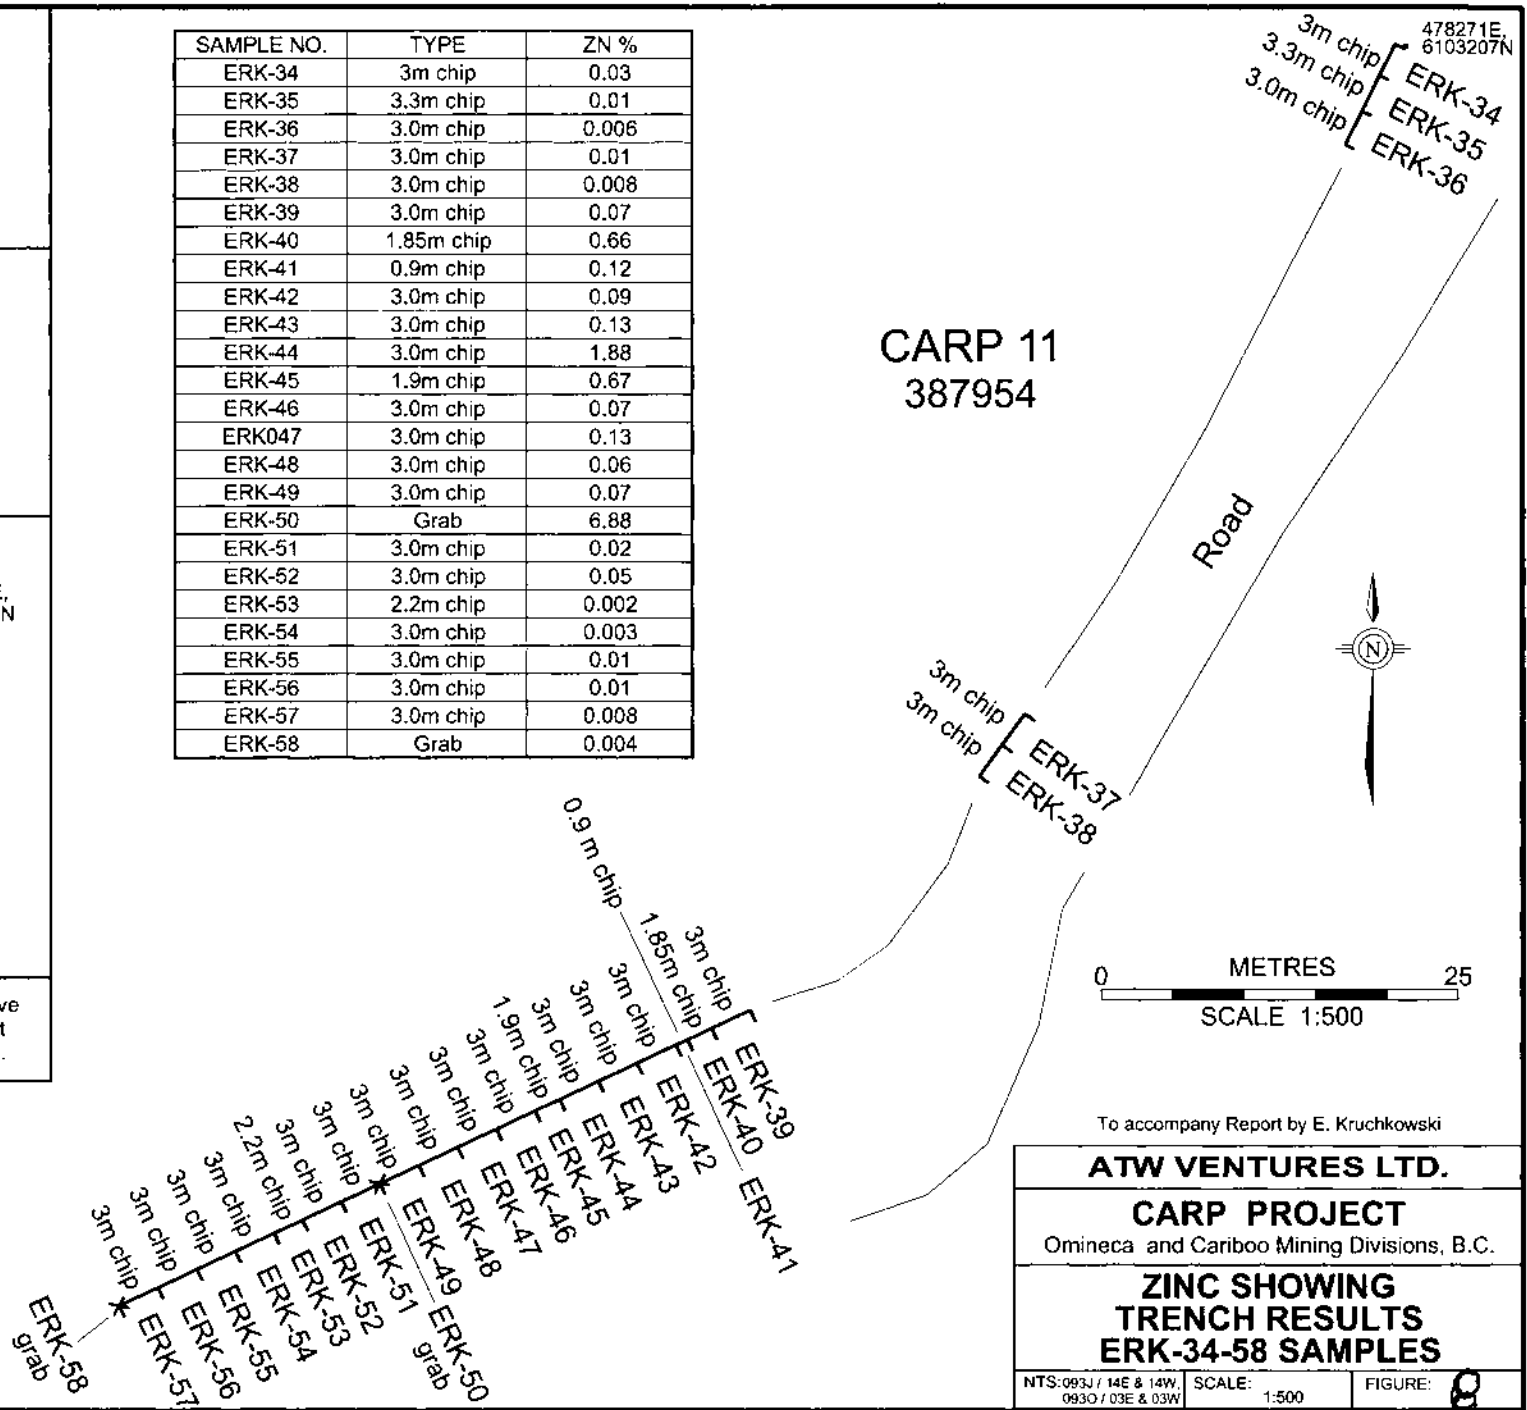 SAMPLE NO. TYPE ZN %
ERK-34 3m chip 0.03
ERK-35 3.3m chip 0.01
ERK-36 3.0m chip 0.006
ERK-37 3.0m chip 0.01
ERK-38 3.0m chip 0.008
ERK-39 3.0m chip 0.07
ERK-40 1.85m chip 0.66
ERK-41 0.9m chip 0.12
ERK-42 3.0m chip 0.09
ERK-43 3.0m chip 0.13
ERK-44 3.0m chip 1.88
ERK-45 1.9m chip 0.67
ERK-46 3.0m chip 0.07
ERK047 3.0m chip 0.13
ERK-48 3.0m chip 0.06
ERK-49 3.0m chip 0.07
ERK-50 Grab 6.88
ERK-51 3.0m chip 0.02
ERK-52 3.0m chip 0.05
ERK-53 2.2m chip 0.002
ERK-54 3.0m chip 0.003
ERK-55 3.0m chip 0.01
ERK-56 3.0m chip 0.01
ERK-57 3.0m chip 0.008
ERK-58 Grab 0.004
478271E,
6103207N
3m chip
3.3m chip
3.0m chip
ERK-34
ERK-35
ERK-36
CARP 11
387954
Road
N
3m chip
3m chip
ERK-37
ERK-38
0.9 m chip
3m chip
1.85m chip
3m chip
3m chip
3m chip
1.9m chip
3m chip
3m chip
3m chip
3m chip
3m chip
3m chip
2.2m chip
3m chip
3m chip
3m chip
3m chip
ERK-39
ERK-40
ERK-41
ERK-42
ERK-43
ERK-44
ERK-45
ERK-46
ERK-47
ERK-48
ERK-49
ERK-50
grab
ERK-51
ERK-52
ERK-53
ERK-54
ERK-55
ERK-56
ERK-57
ERK-58
grab
N
ve
t
0 METRES 25
SCALE 1:500
To accompany Report by E. Kruchkowski
ATW VENTURES LTD.
CARP PROJECT
Omineca and Cariboo Mining Divisions, B.C.
ZINC SHOWING
TRENCH RESULTS
ERK-34-58 SAMPLES
NTS: 093J / 14E & 14W,
093O / 03E & 03W
SCALE:
1:500
FIGURE: 8